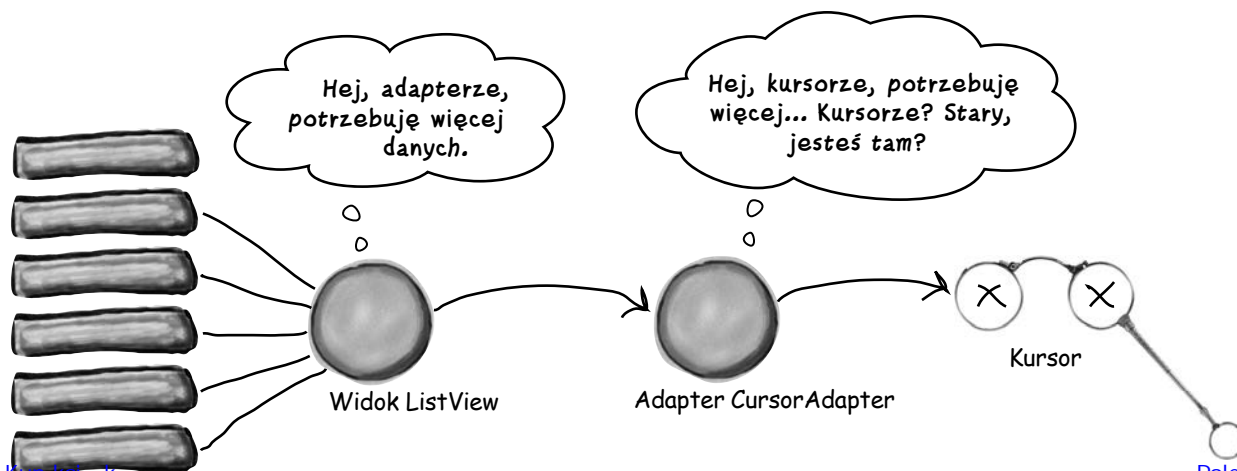 Hej, adapterze,
potrzebuję więcej
danych.
Hej, kursorze, potrzebuję
więcej... Kursorze? Stary,
jesteś tam?
Widok ListView
Adapter CursorAdapter
Kursor